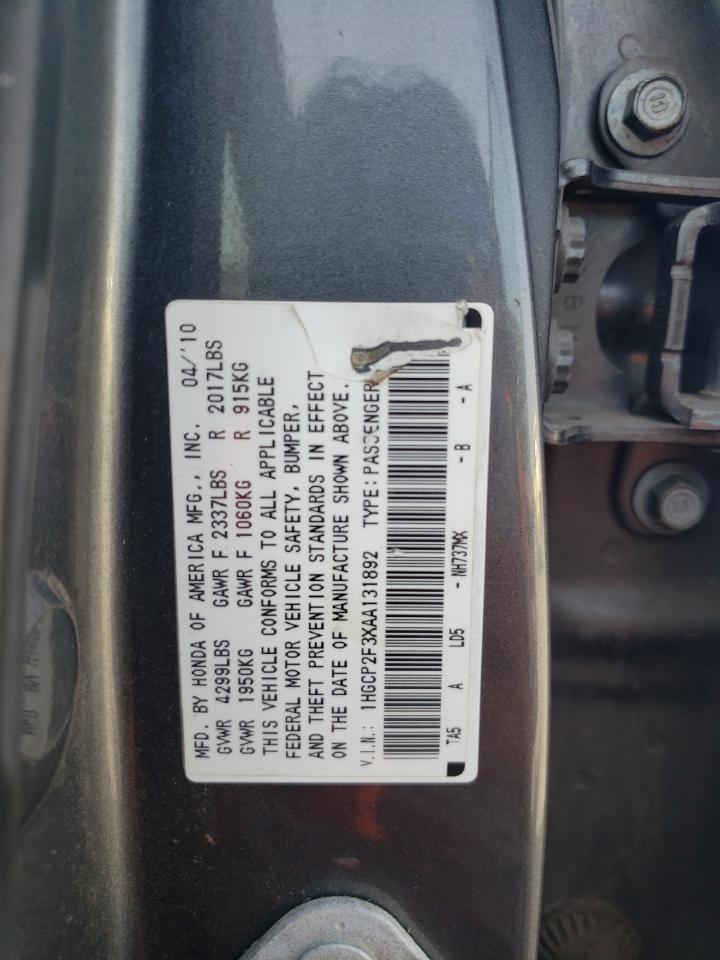 MFD. BY HONDA OF AMERICA MFG., INC. 04/'10
GVWR 4299LBS GAWR F 2337LBS R 2017LBS
GVWR 1950KG GAWR F 1060KG R 915KG
THIS VEHICLE CONFORMS TO ALL APPLICABLE
FEDERAL MOTOR VEHICLE SAFETY, BUMPER,
AND THEFT PREVENTION STANDARDS IN EFFECT
ON THE DATE OF MANUFACTURE SHOWN ABOVE.
V.I.N.: 1HGCP2F3XAA131892 TYPE: PASSENGER
TA5 A LD5 - NH737MX - B - A